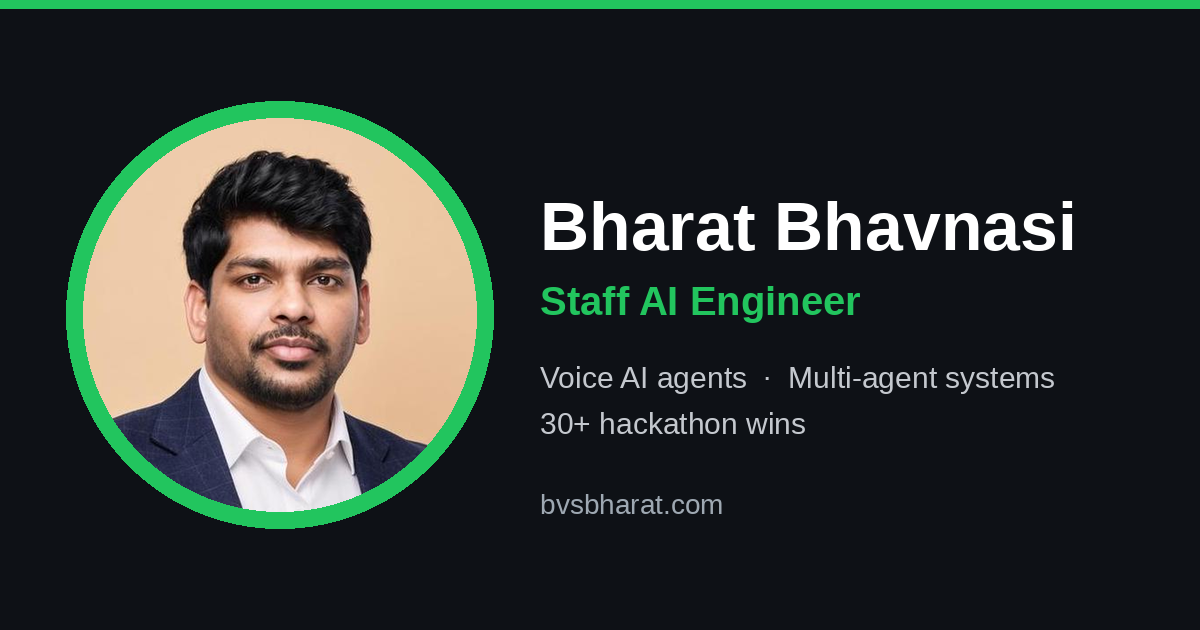 Bharat Bhavnasi
Staff AI Engineer
Voice AI agents · Multi-agent systems
30+ hackathon wins
bvsbharat.com